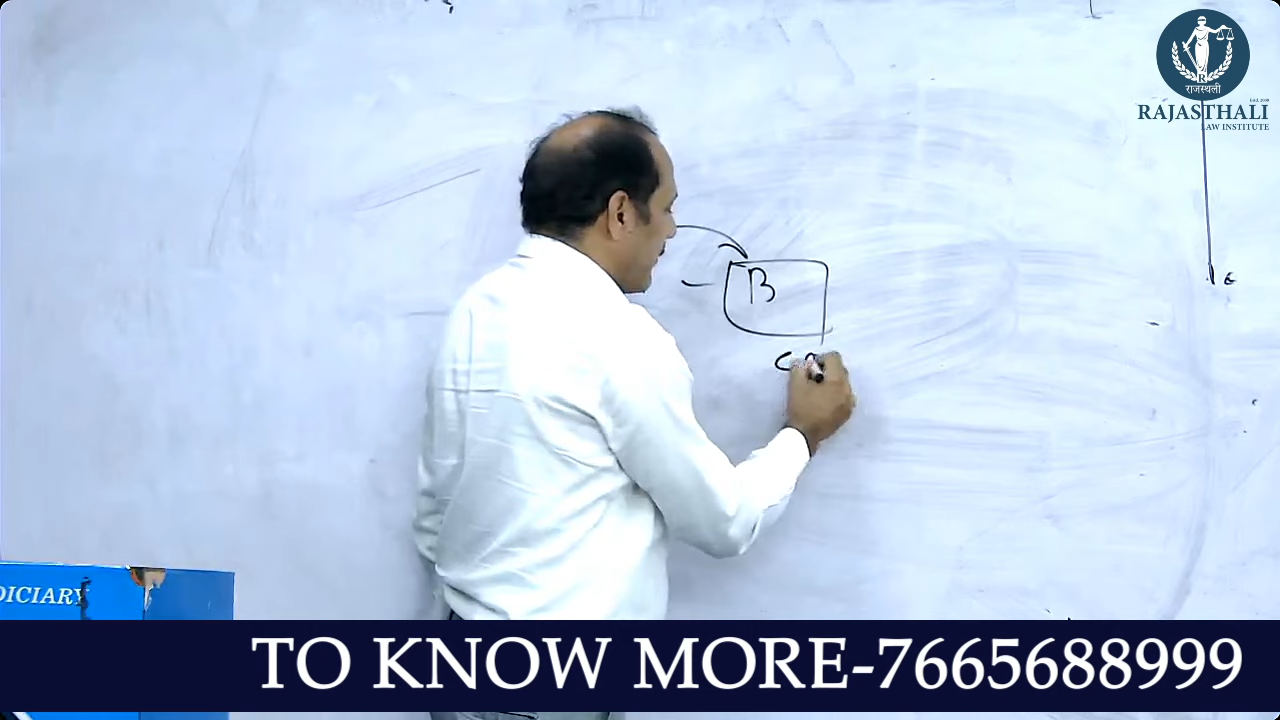 राजस्थली
RAJASTHALI
LAW INSTITUTE
B
DICIARY
TO KNOW MORE-7665688999